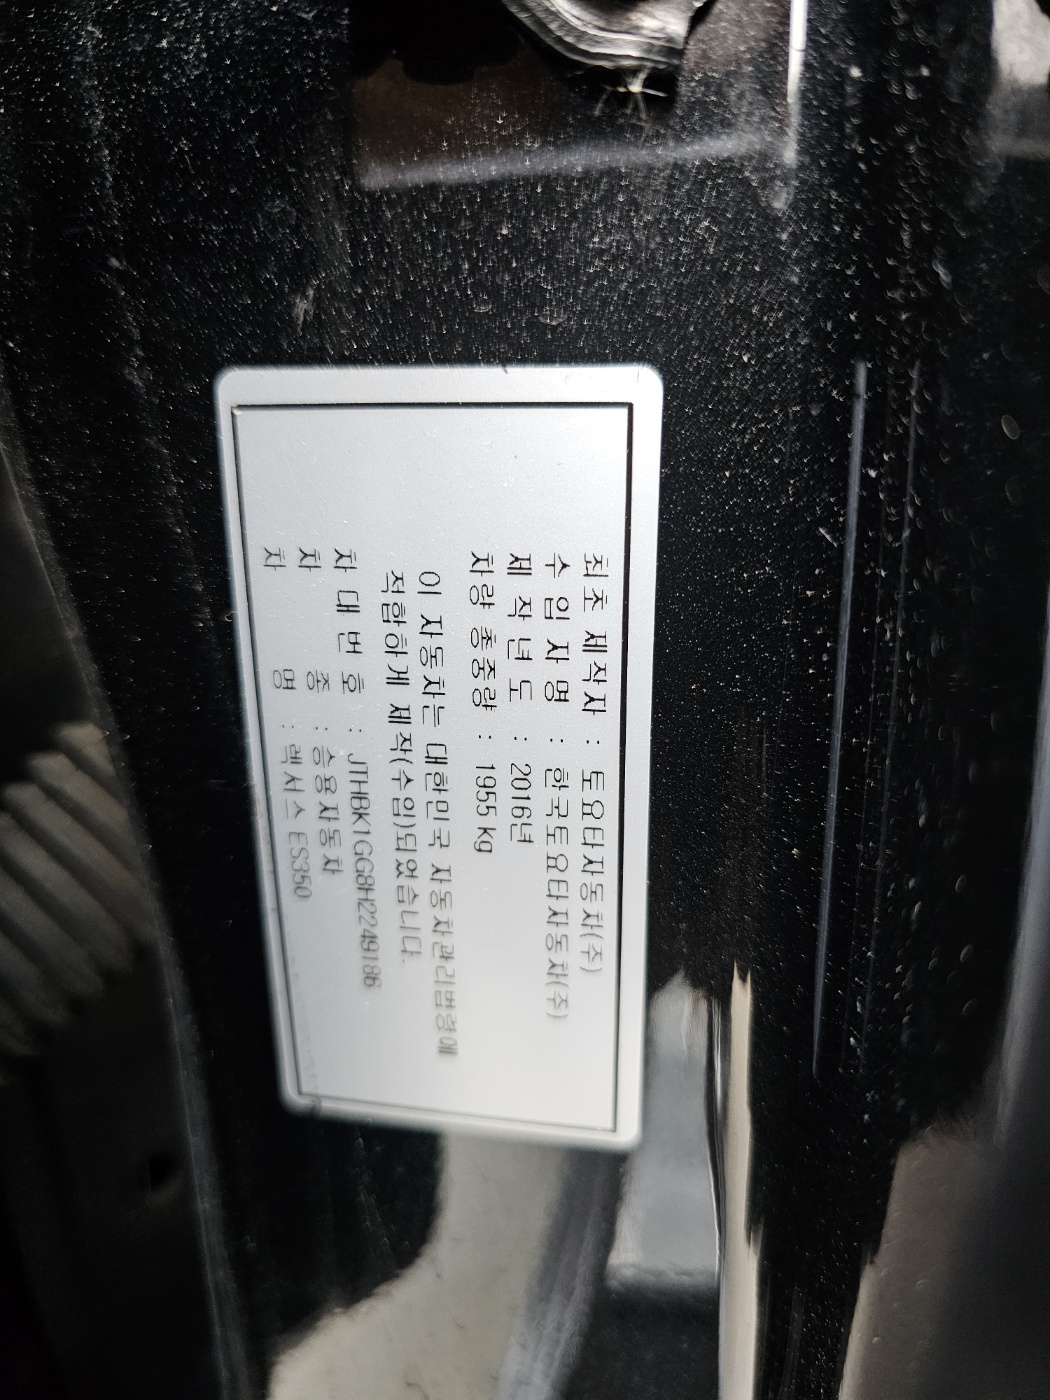 최초 제작자 : 토요타자동차(주)
수 입 자 명 : 한국토요타자동차(주)
제 작 년 도 : 2016년
차량 총중량 : 1955 kg
이 자동차는 대한민국 자동차관리법령에
적합하게 제작(수입)되었습니다.
차 대 번 호 : JTHBK1GG8H2249186
차 종 : 승용자동차
차 명 : 렉서스 ES350